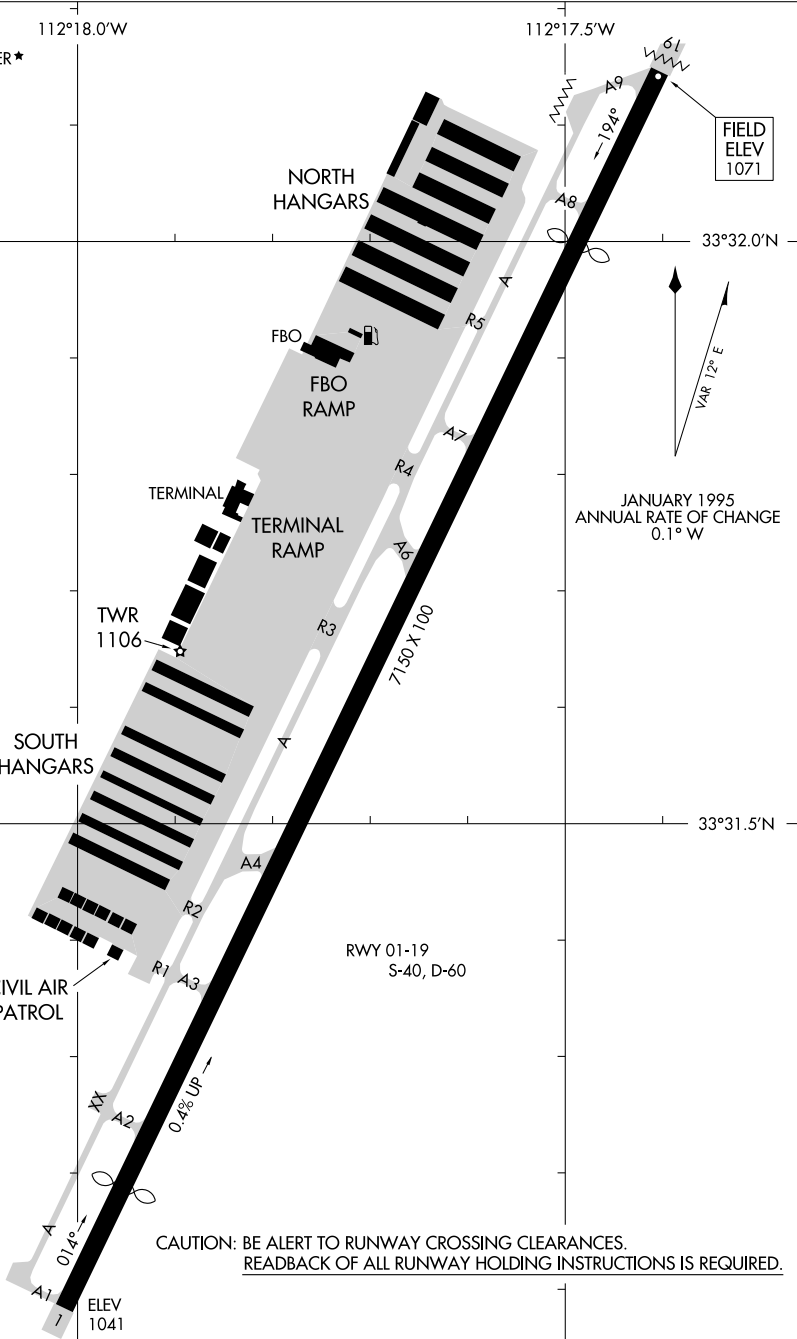 112°18.0'W
112°17.5'W
ER★
19
A9
194°
FIELD
ELEV
1071
NORTH
HANGARS
A8
33°32.0'N
A
R5
FBO
FBO
RAMP
VAR 12° E
A7
R4
TERMINAL
TERMINAL
RAMP
JANUARY 1995
ANNUAL RATE OF CHANGE
0.1° W
A6
TWR
1106
R3
7150 X 100
SOUTH
HANGARS
A
33°31.5'N
A4
R2
RWY 01-19
S-40, D-60
R1
A3
CIVIL AIR
PATROL
0.4% UP
XX
A2
A
014°
CAUTION: BE ALERT TO RUNWAY CROSSING CLEARANCES.
READBACK OF ALL RUNWAY HOLDING INSTRUCTIONS IS REQUIRED.
A1
ELEV
1041
1